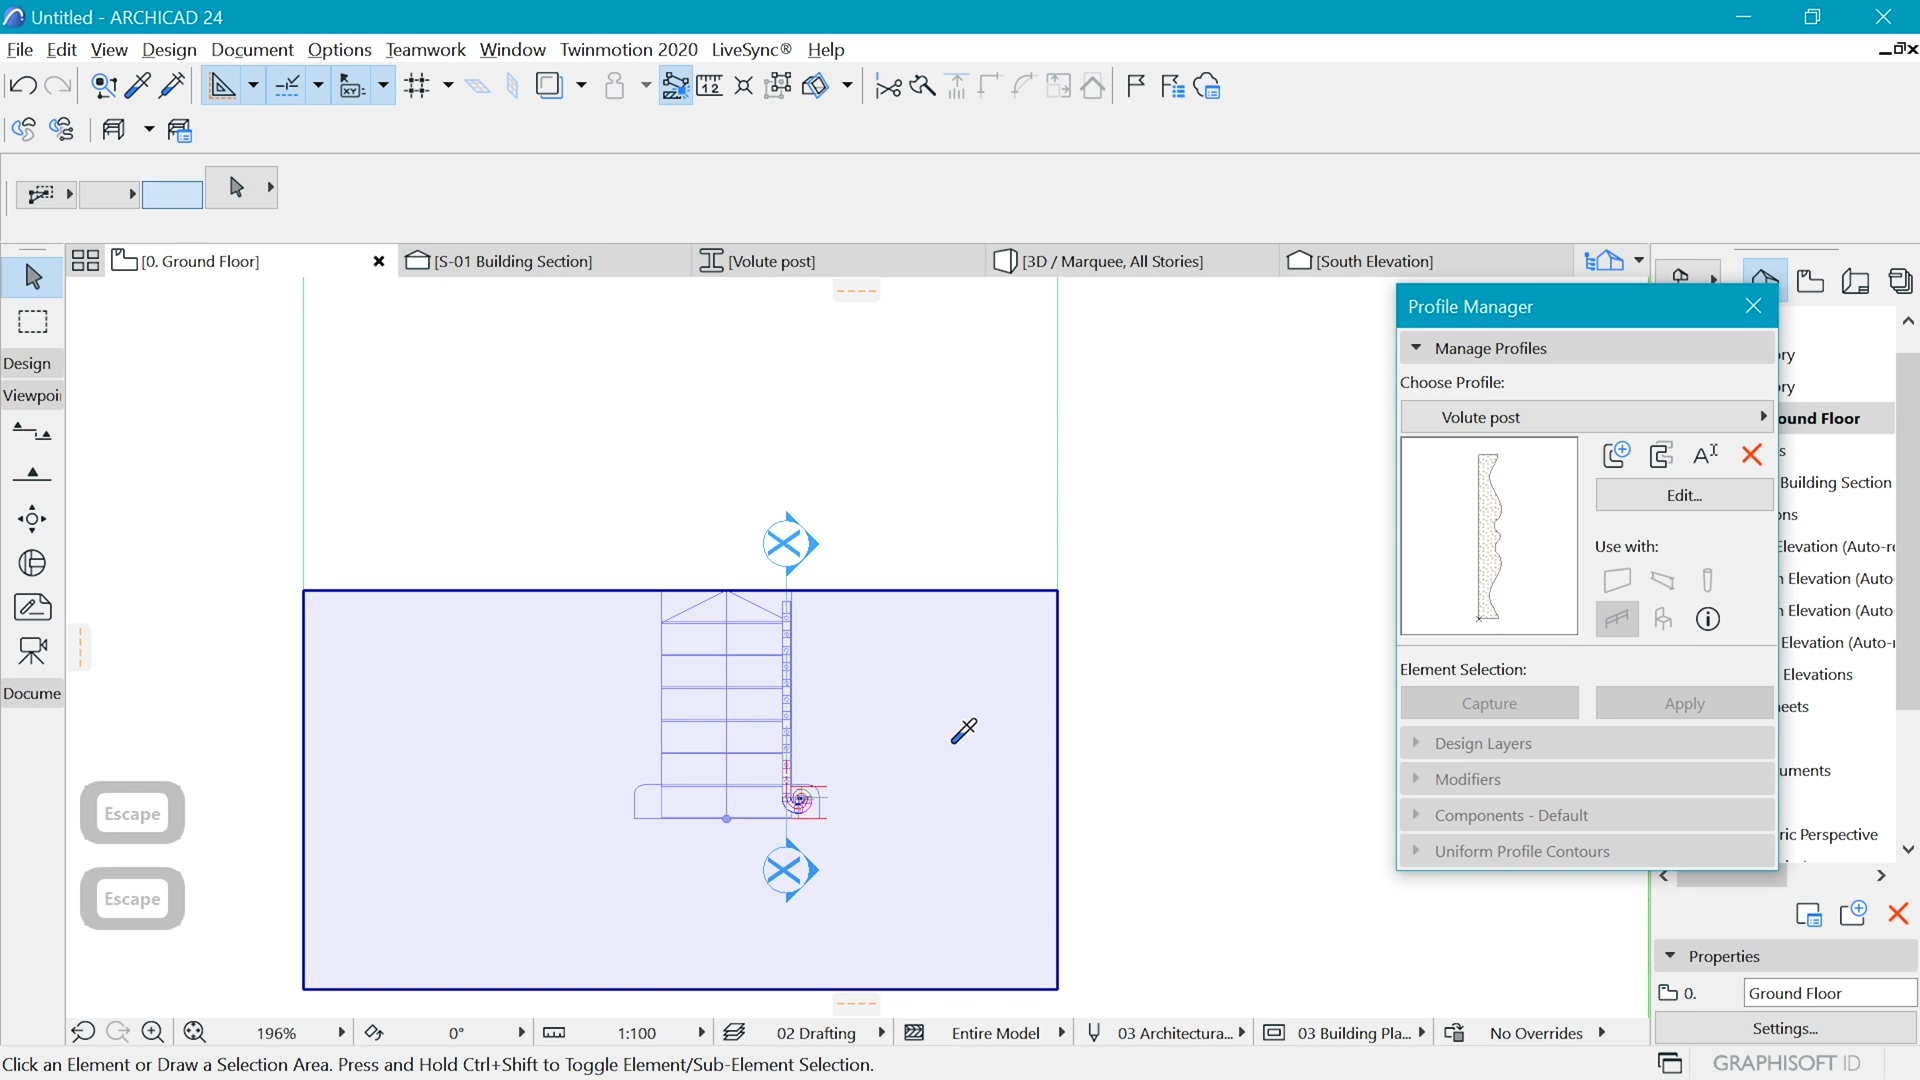 Untitled - ARCHICAD 24
File Edit View Design Document Options Teamwork Window Twinmotion 2020 LiveSync® Help
[0. Ground Floor]
[S-01 Building Section]
[Volute post]
[3D / Marquee, All Stories]
[South Elevation]
Design
Viewpoi
Docume
Escape
Escape
Profile Manager
Manage Profiles
Choose Profile:
Volute post
Edit...
Use with:
Element Selection:
Capture
Apply
Design Layers
Modifiers
Components - Default
Uniform Profile Contours
ry
ry
ound Floor
s
Building Section
ns
Elevation (Auto-re
n Elevation (Auto
n Elevation (Auto
Elevation (Auto-r
Elevations
eets
uments
ric Perspective
Properties
0.
Ground Floor
Settings...
196%
0°
1:100
02 Drafting
Entire Model
03 Architectura...
03 Building Pla...
No Overrides
Click an Element or Draw a Selection Area. Press and Hold Ctrl+Shift to Toggle Element/Sub-Element Selection.
GRAPHISOFT ID